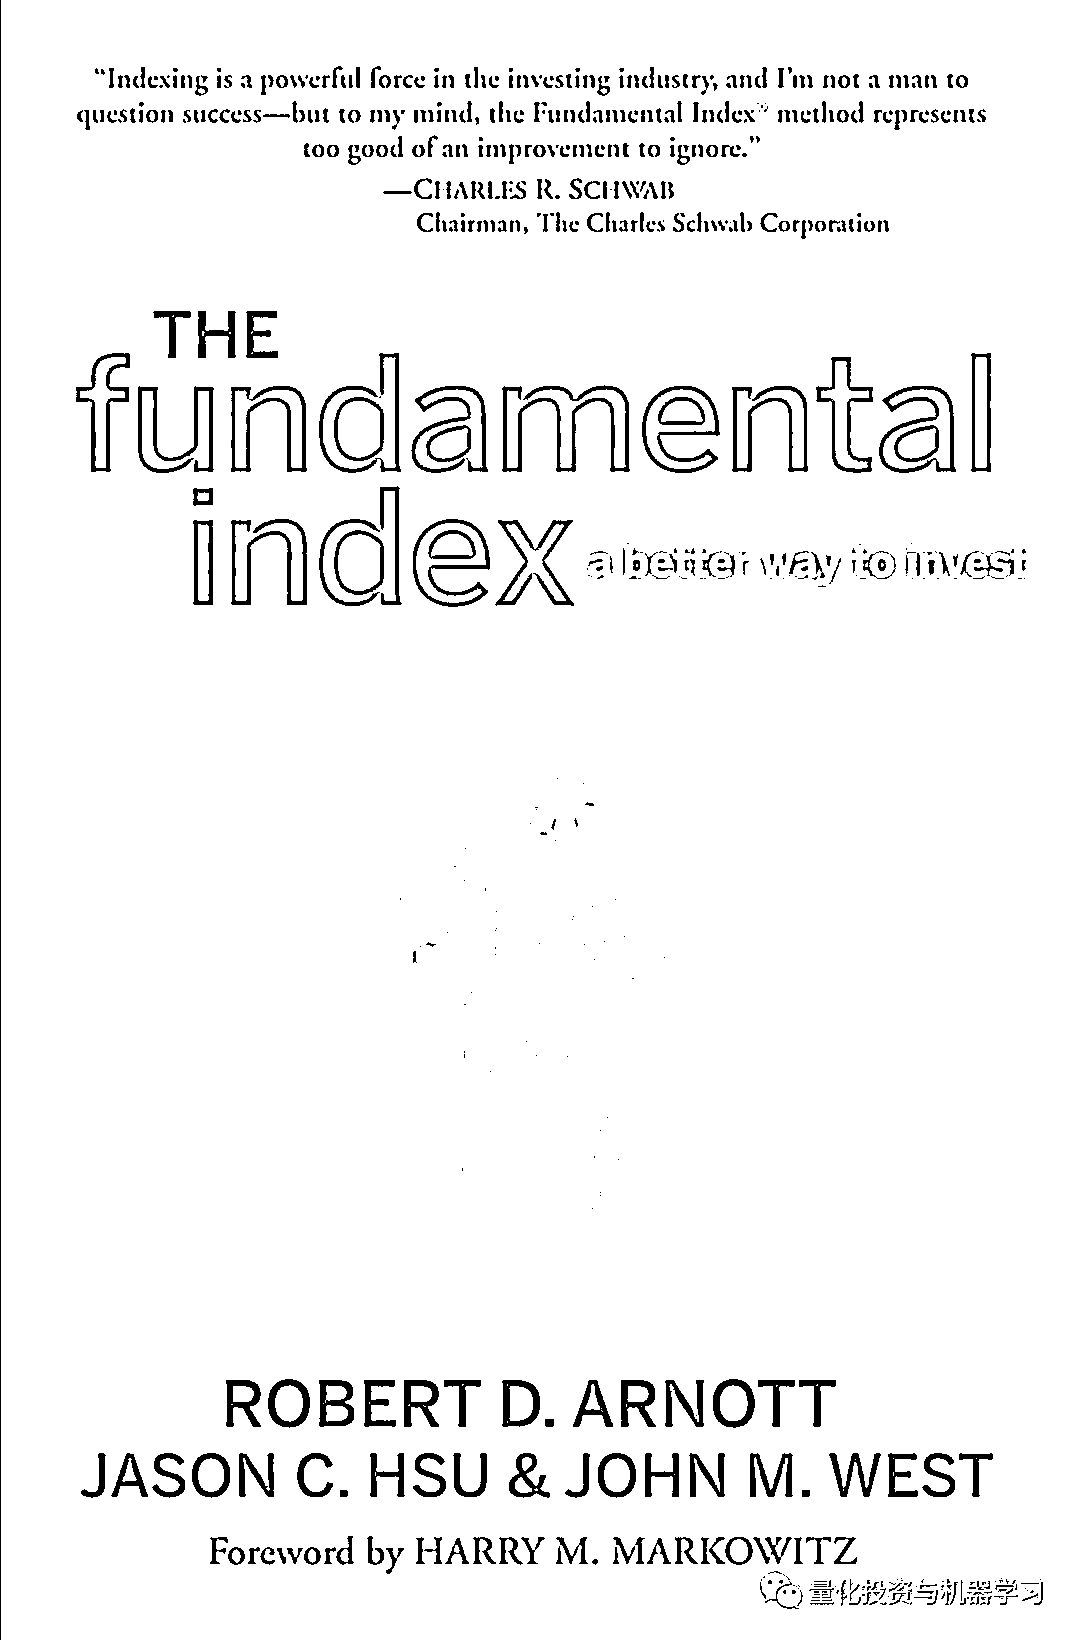 “Indexing is a powerful force in the investing industry, and I’m not a man to
question success—but to my mind, the Fundamental Index® method represents
too good of an improvement to ignore.”
—CHARLES R. SCHWAB
Chairman, The Charles Schwab Corporation
THE
fundamental
index a better way to invest
ROBERT D. ARNOTT
JASON C. HSU & JOHN M. WEST
Foreword by HARRY M. MARKOWITZ
量化投资与机器学习